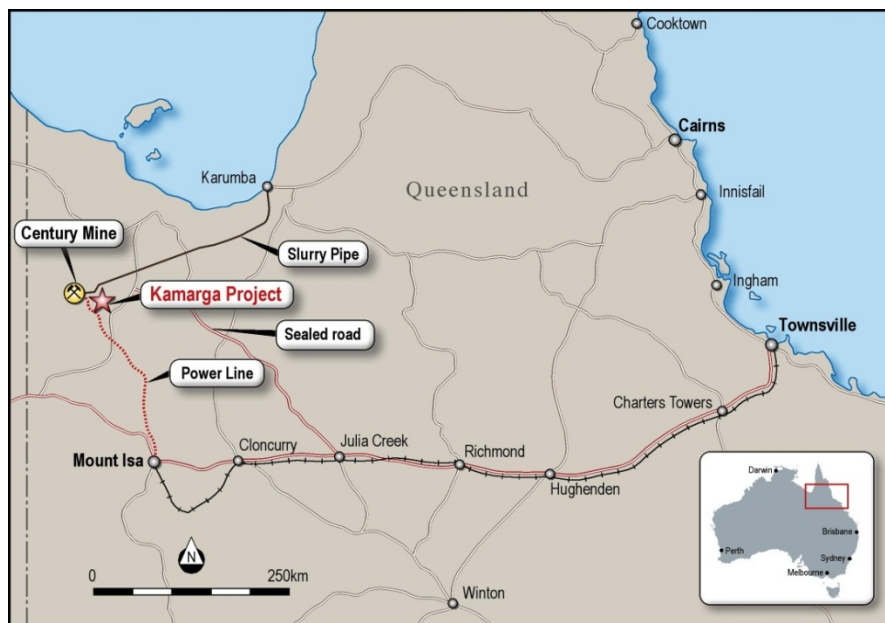 Cooktown
Cairns
Karumba
Queensland
Innisfail
Century Mine
Slurry Pipe
Kamarga Project
Ingham
Sealed road
Townsville
Power Line
Charters Towers
Mount Isa
Cloncurry
Julia Creek
Richmond
Hughenden
N
0
250km
Winton
Darwin
Brisbane
Perth
Sydney
Melbourne